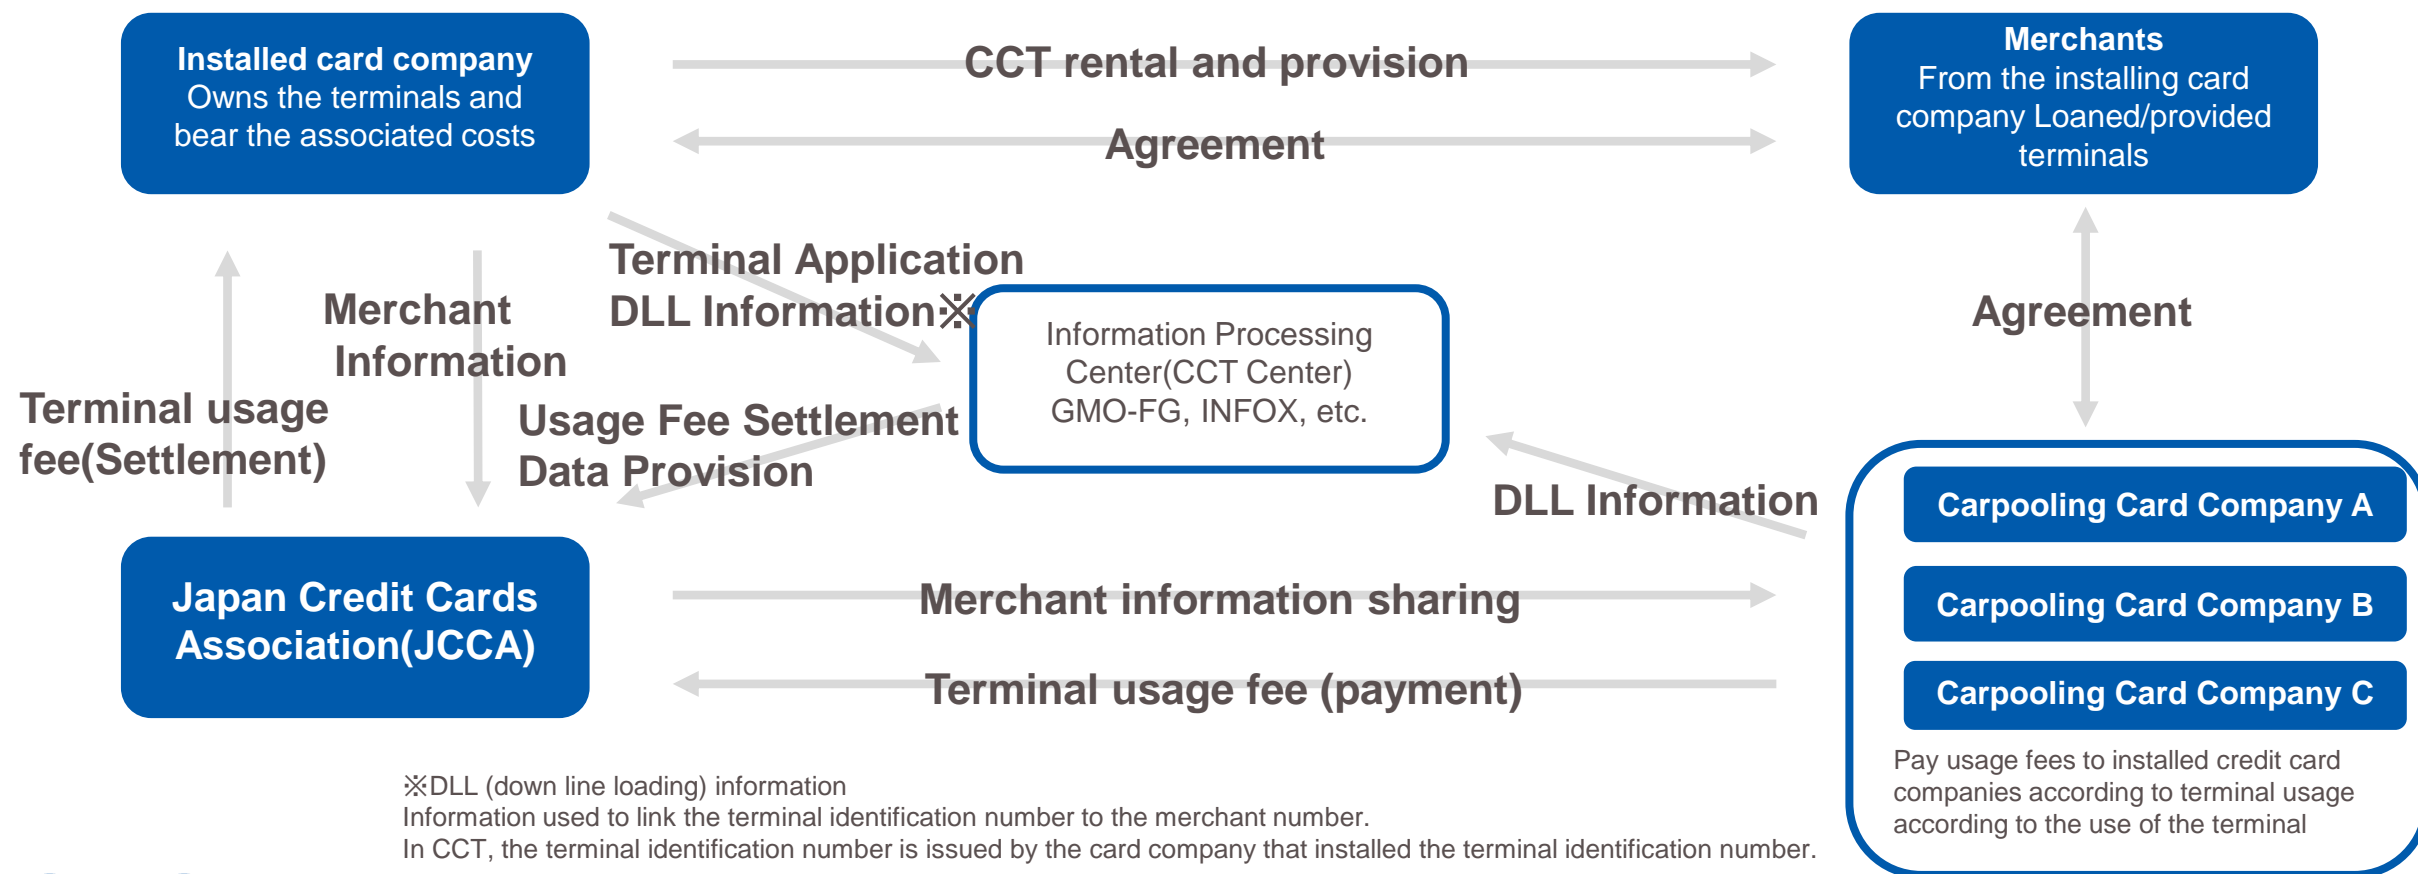 Installed card company
Owns the terminals and
bear the associated costs
CCT rental and provision
Agreement
Merchants
From the installing card
company Loaned/provided
terminals
Terminal Application
DLL Information※
Merchant
Information
Terminal usage
fee(Settlement)
Usage Fee Settlement
Data Provision
Information Processing
Center(CCT Center)
GMO-FG, INFOX, etc.
Agreement
DLL Information
Japan Credit Cards
Association(JCCA)
Merchant information sharing
Terminal usage fee (payment)
Carpooling Card Company A
Carpooling Card Company B
Carpooling Card Company C
Pay usage fees to installed credit card
companies according to terminal usage
according to the use of the terminal
※DLL (down line loading) information
Information used to link the terminal identification number to the merchant number.
In CCT, the terminal identification number is issued by the card company that installed the terminal identification number.